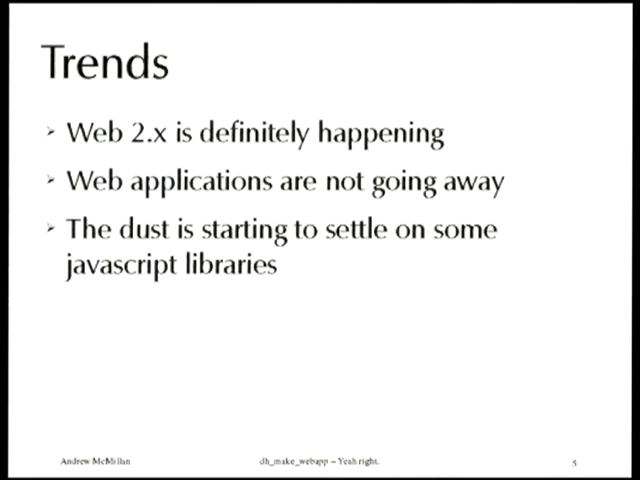 Trends
Web 2.x is definitely happening
Web applications are not going away
The dust is starting to settle on some
javascript libraries
Andrew McMillan dh_make_webapp – Yeah right. 5